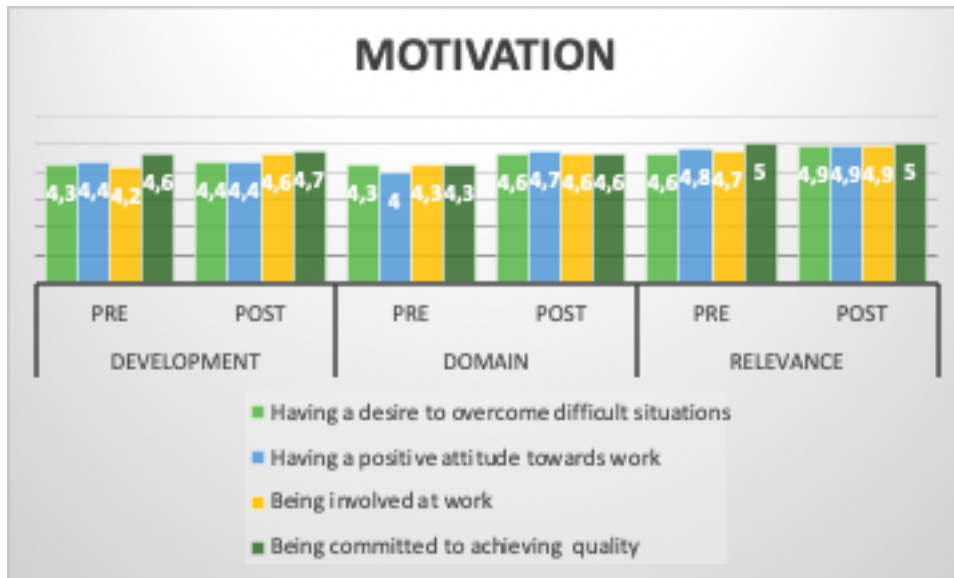 MOTIVATION
4,3 4,4 4,2 4,6 4,4 4,4 4,6 4,7 4,3 4 4,3 4,3 4,6 4,7 4,6 4,6 4,6 4,8 4,7 5 4,9 4,9 4,9 5
PRE POST PRE POST PRE POST
DEVELOPMENT DOMAIN RELEVANCE
Having a desire to overcome difficult situations
Having a positive attitude towards work
Being involved at work
Being committed to achieving quality